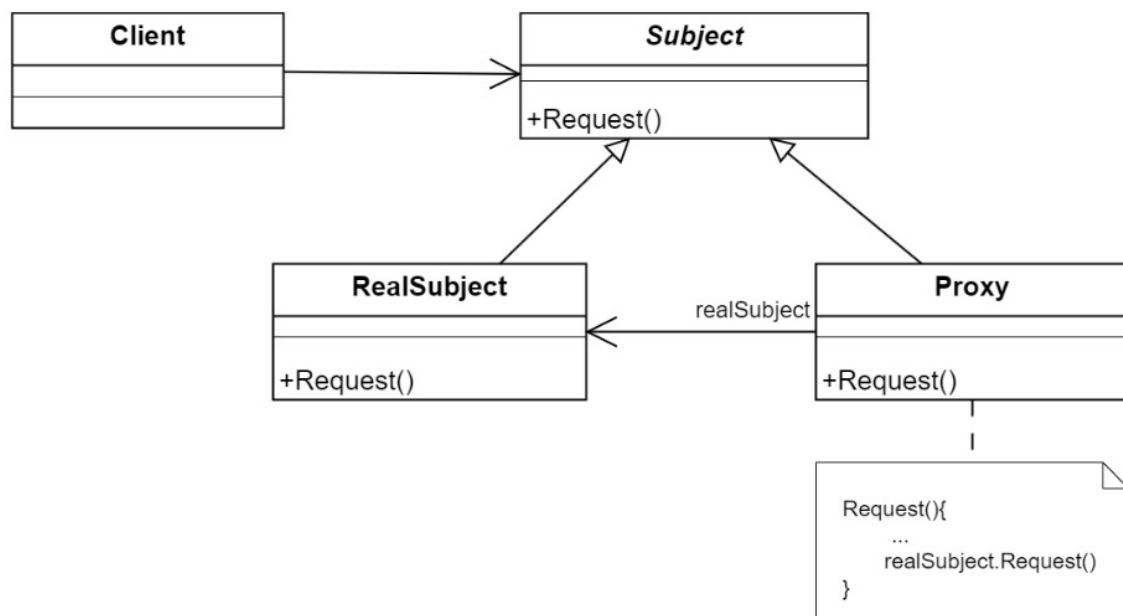 Client
Subject
+Request()
RealSubject
+Request()
realSubject
Proxy
+Request()
Request(){
...
realSubject.Request()
}